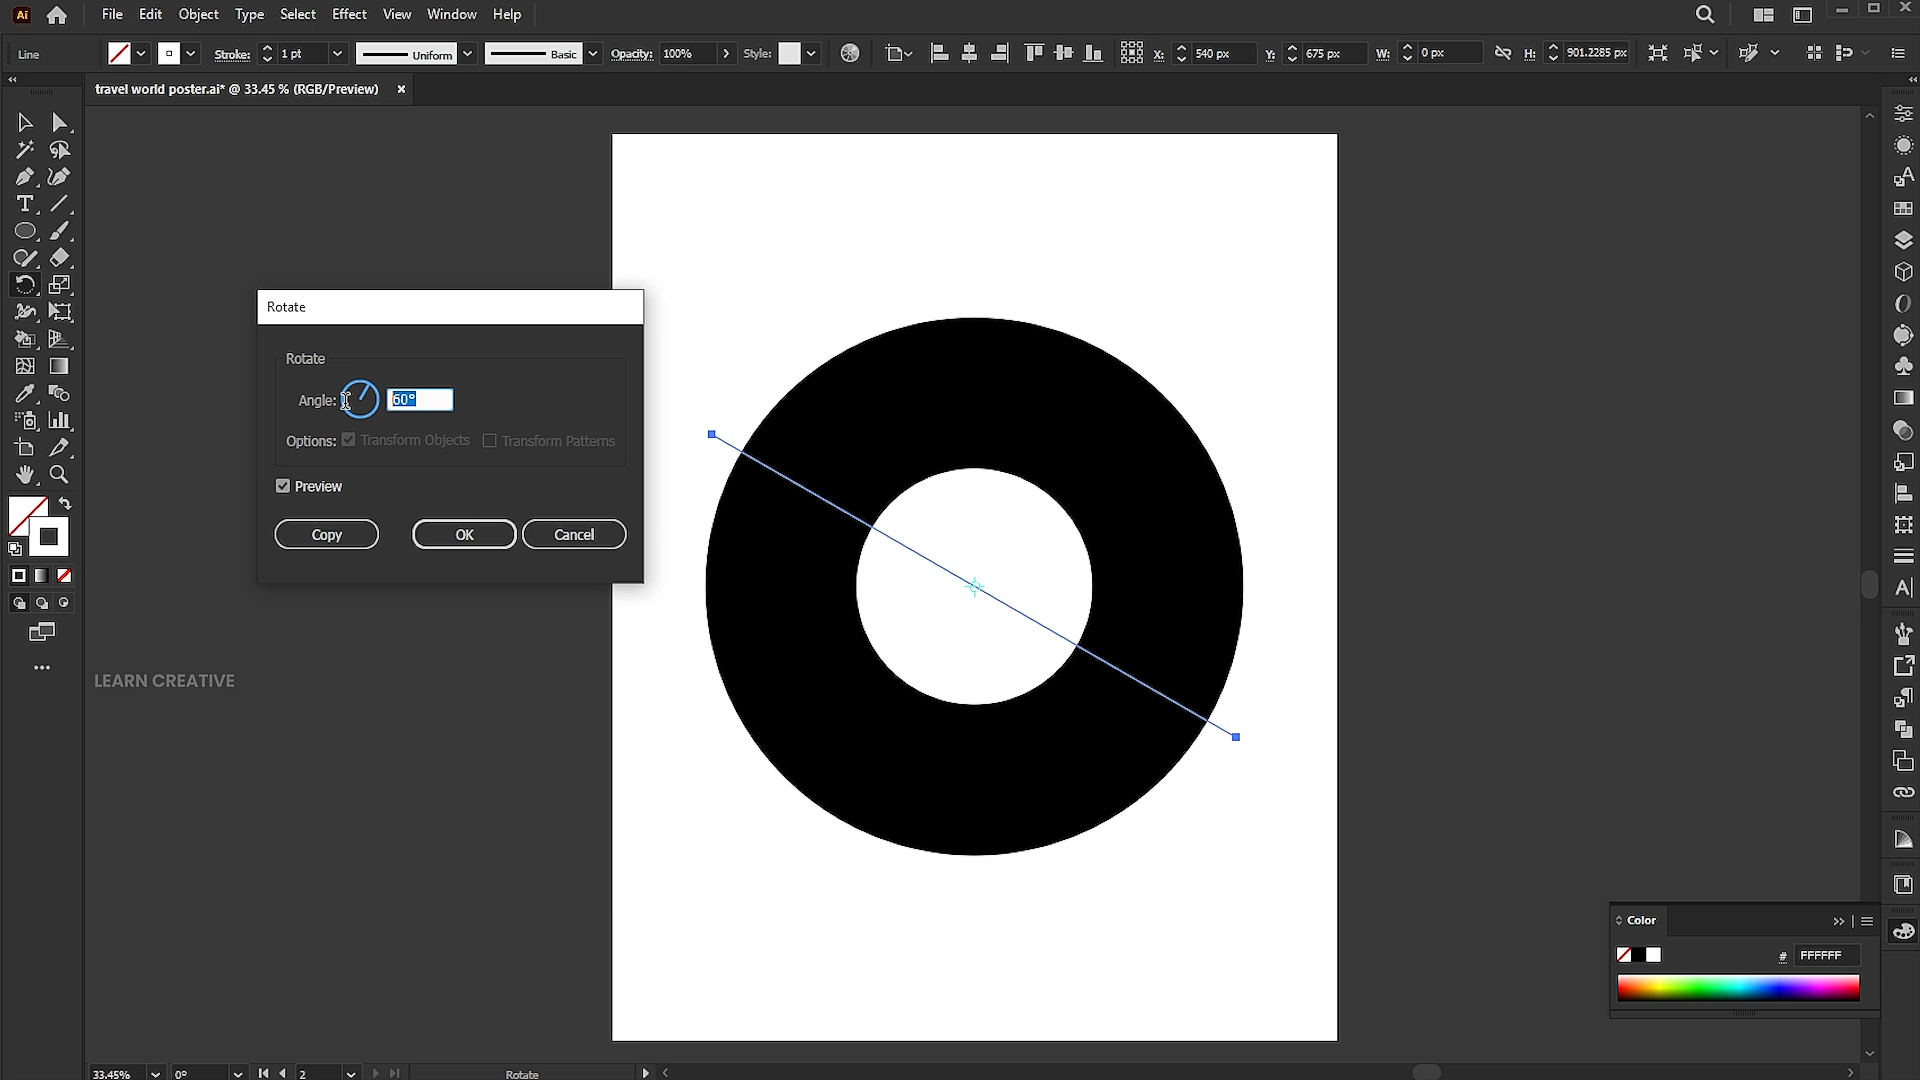 Ai File Edit Object Type Select Effect View Window Help
Line Stroke: 1 pt Uniform Basic Opacity: 100% Style: X: 540 px Y: 675 px W: 0 px H: 901.2285 px
travel world poster.ai* @ 33.45 % (RGB/Preview) ×
Rotate
Rotate
Angle: 60°
Options: Transform Objects Transform Patterns
Preview
Copy OK Cancel
LEARN CREATIVE
Color
# FFFFFF
33.45% 0° 2 Rotate